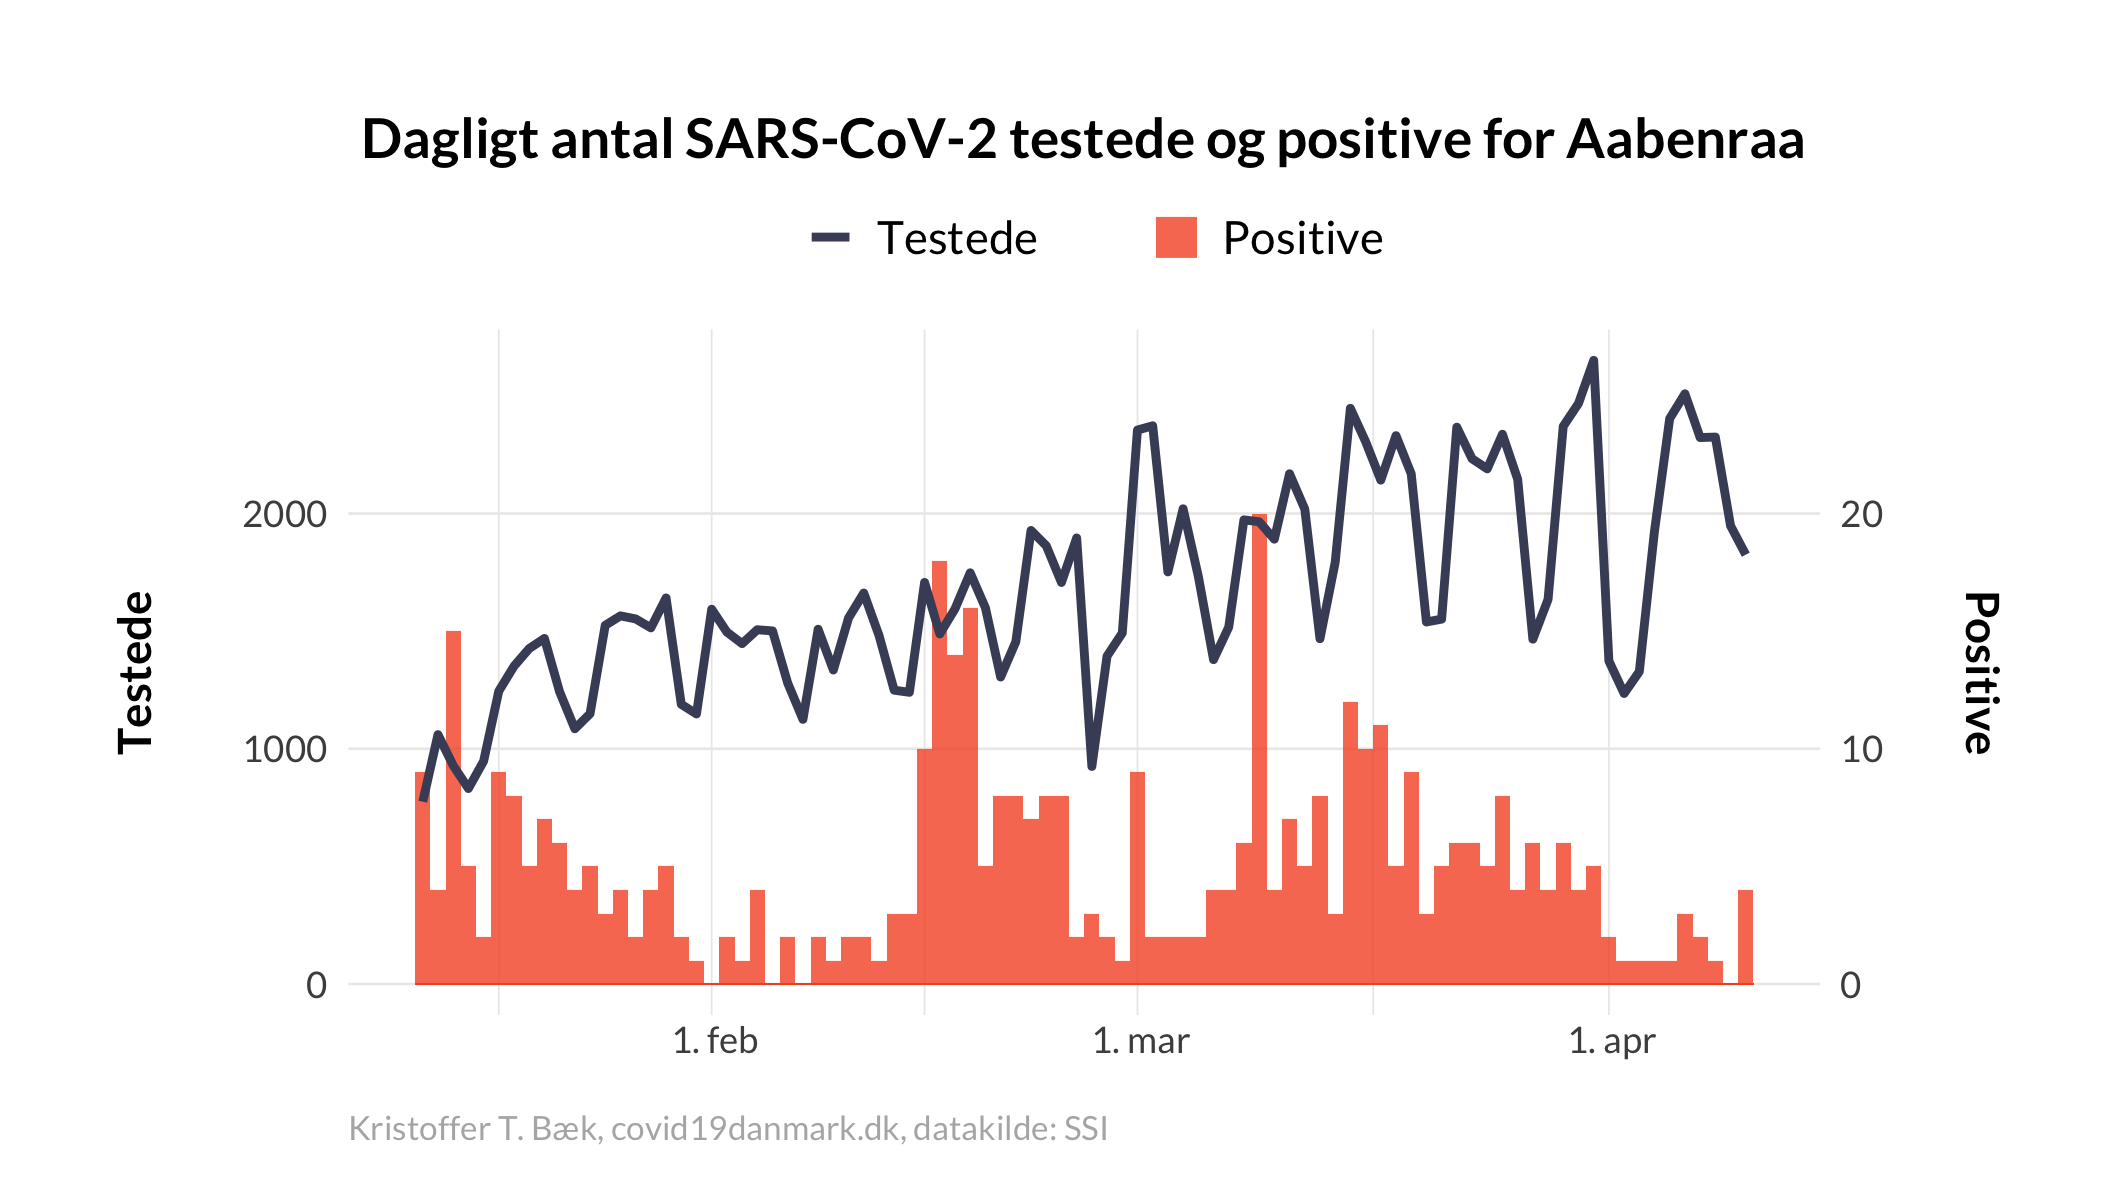 Dagligt antal SARS-CoV-2 testede og positive for Aabenraa
Testede
Positive
2000
1000
0
Testede
20
10
0
Positive
1. feb
1. mar
1. apr
Kristoffer T. Bæk, covid19danmark.dk, datakilde: SSI